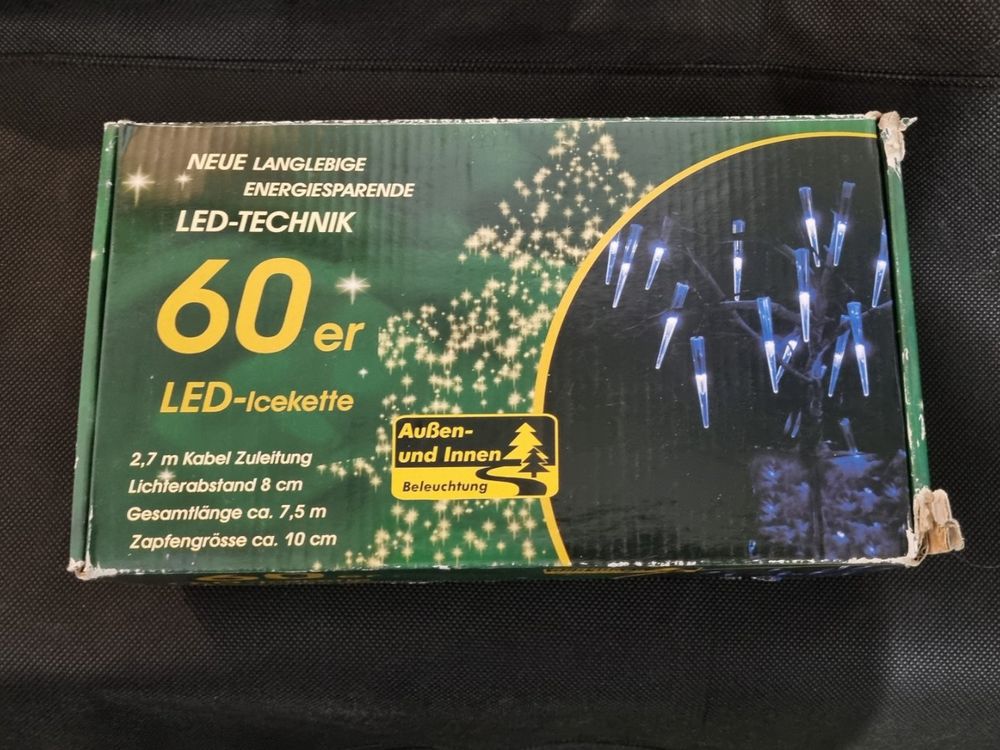 NEUE LANGLEBIGE
ENERGIESPARENDE
LED-TECHNIK
60er
LED-Icekette
2,7 m Kabel Zuleitung
Lichterabstand 8 cm
Gesamtlänge ca. 7,5 m
Zapfengrösse ca. 10 cm
Außen-
und Innen
Beleuchtung